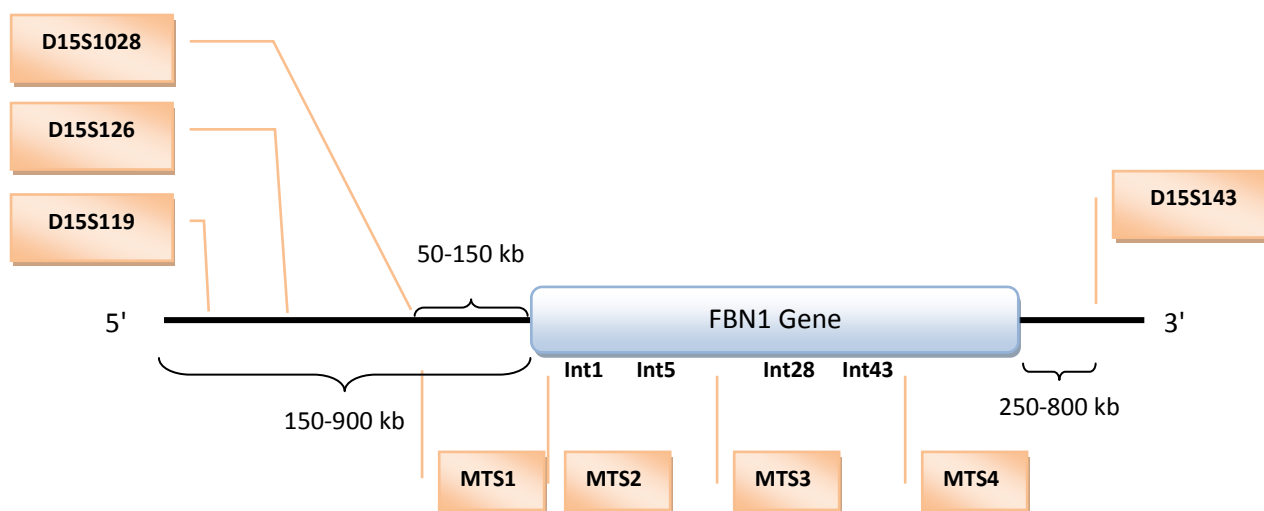 D15S1028
D15S126
D15S119
D15S143
50-150 kb
5'
FBN1 Gene
3'
Int1
Int5
Int28
Int43
150-900 kb
250-800 kb
MTS1
MTS2
MTS3
MTS4